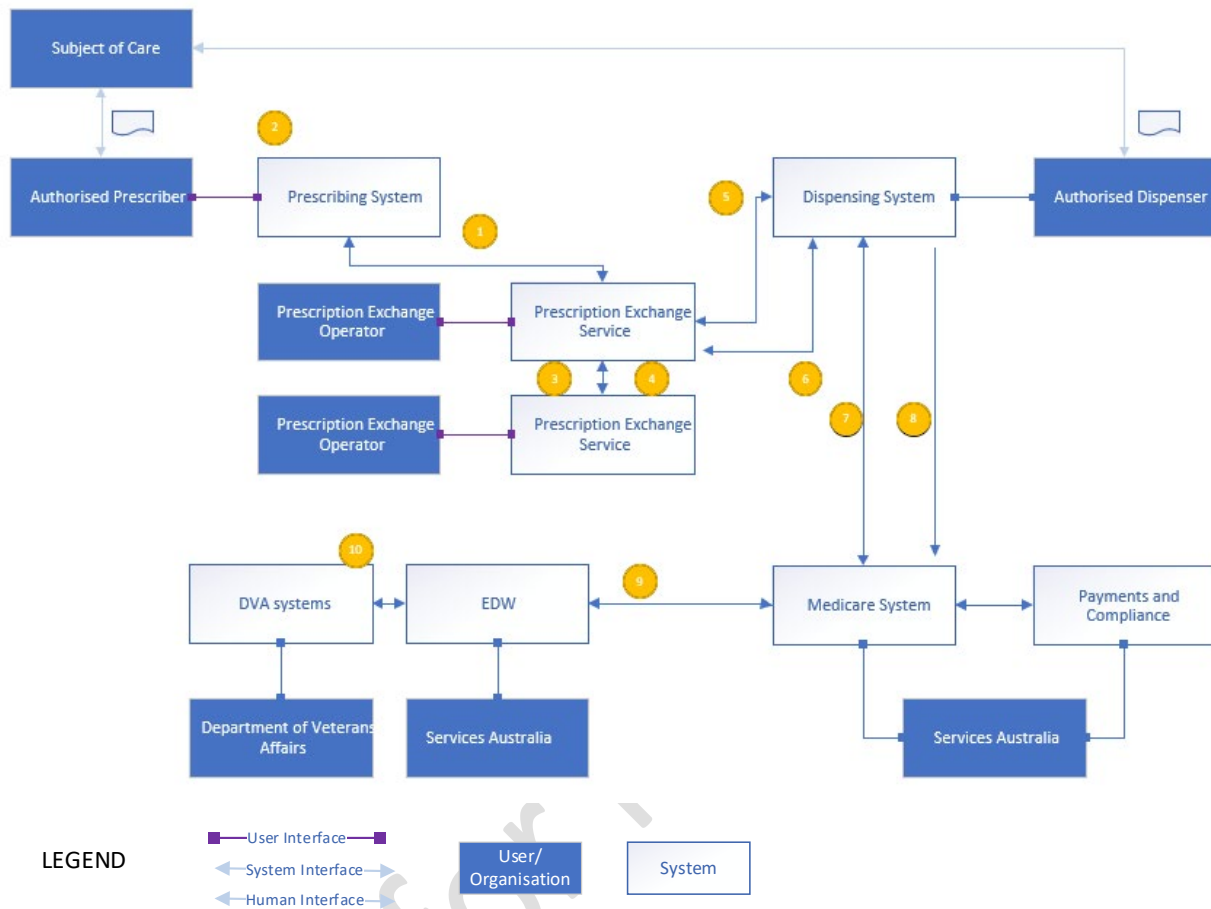 Subject of Care
2
Authorised Prescriber
Prescribing System
5
Dispensing System
Authorised Dispenser
1
Prescription Exchange
Operator
Prescription Exchange
Service
3
4
6
7
8
Prescription Exchange
Operator
Prescription Exchange
Service
10
9
DVA systems
EDW
Medicare System
Payments and
Compliance
Department of Veterans
Affairs
Services Australia
Services Australia
LEGEND
User Interface
System Interface
Human Interface
User/
Organisation
System
for